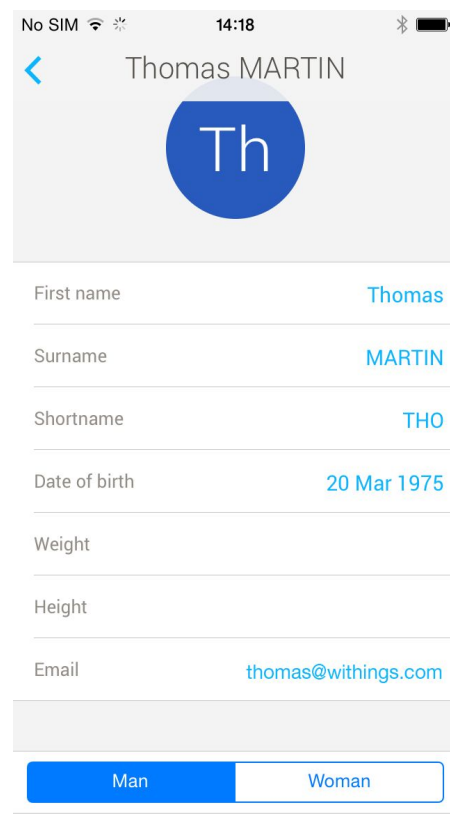 No SIM 14:18
Thomas MARTIN
Th
First name Thomas
Surname MARTIN
Shortname THO
Date of birth 20 Mar 1975
Weight
Height
Email thomas@withings.com
Man Woman